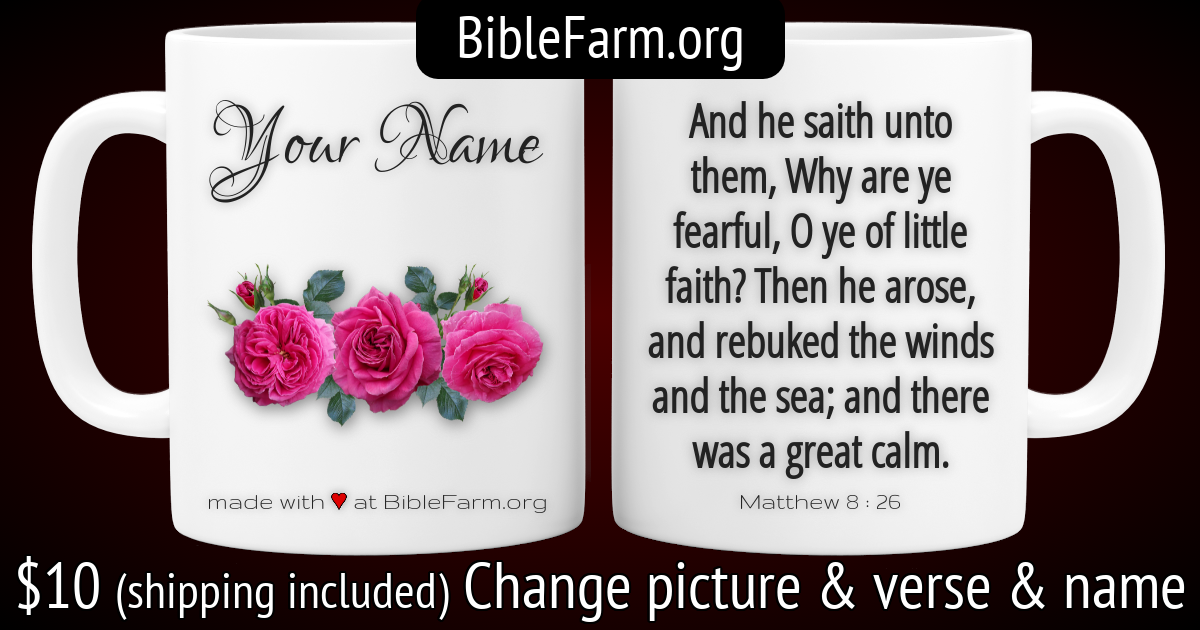 BibleFarm.org
Your Name
made with ♥ at BibleFarm.org
And he saith unto
them, Why are ye
fearful, O ye of little
faith? Then he arose,
and rebuked the winds
and the sea; and there
was a great calm.
Matthew 8 : 26
$10 (shipping included) Change picture & verse & name